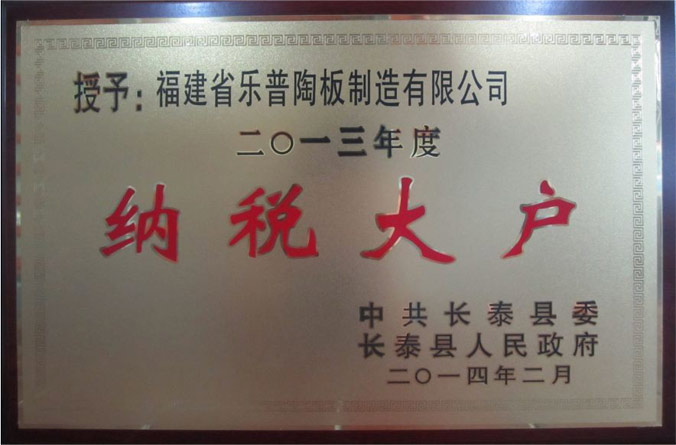 授予：福建省乐普陶板制造有限公司
二〇一三年度
纳税大户
中共长泰县委
长泰县人民政府
二〇一四年二月